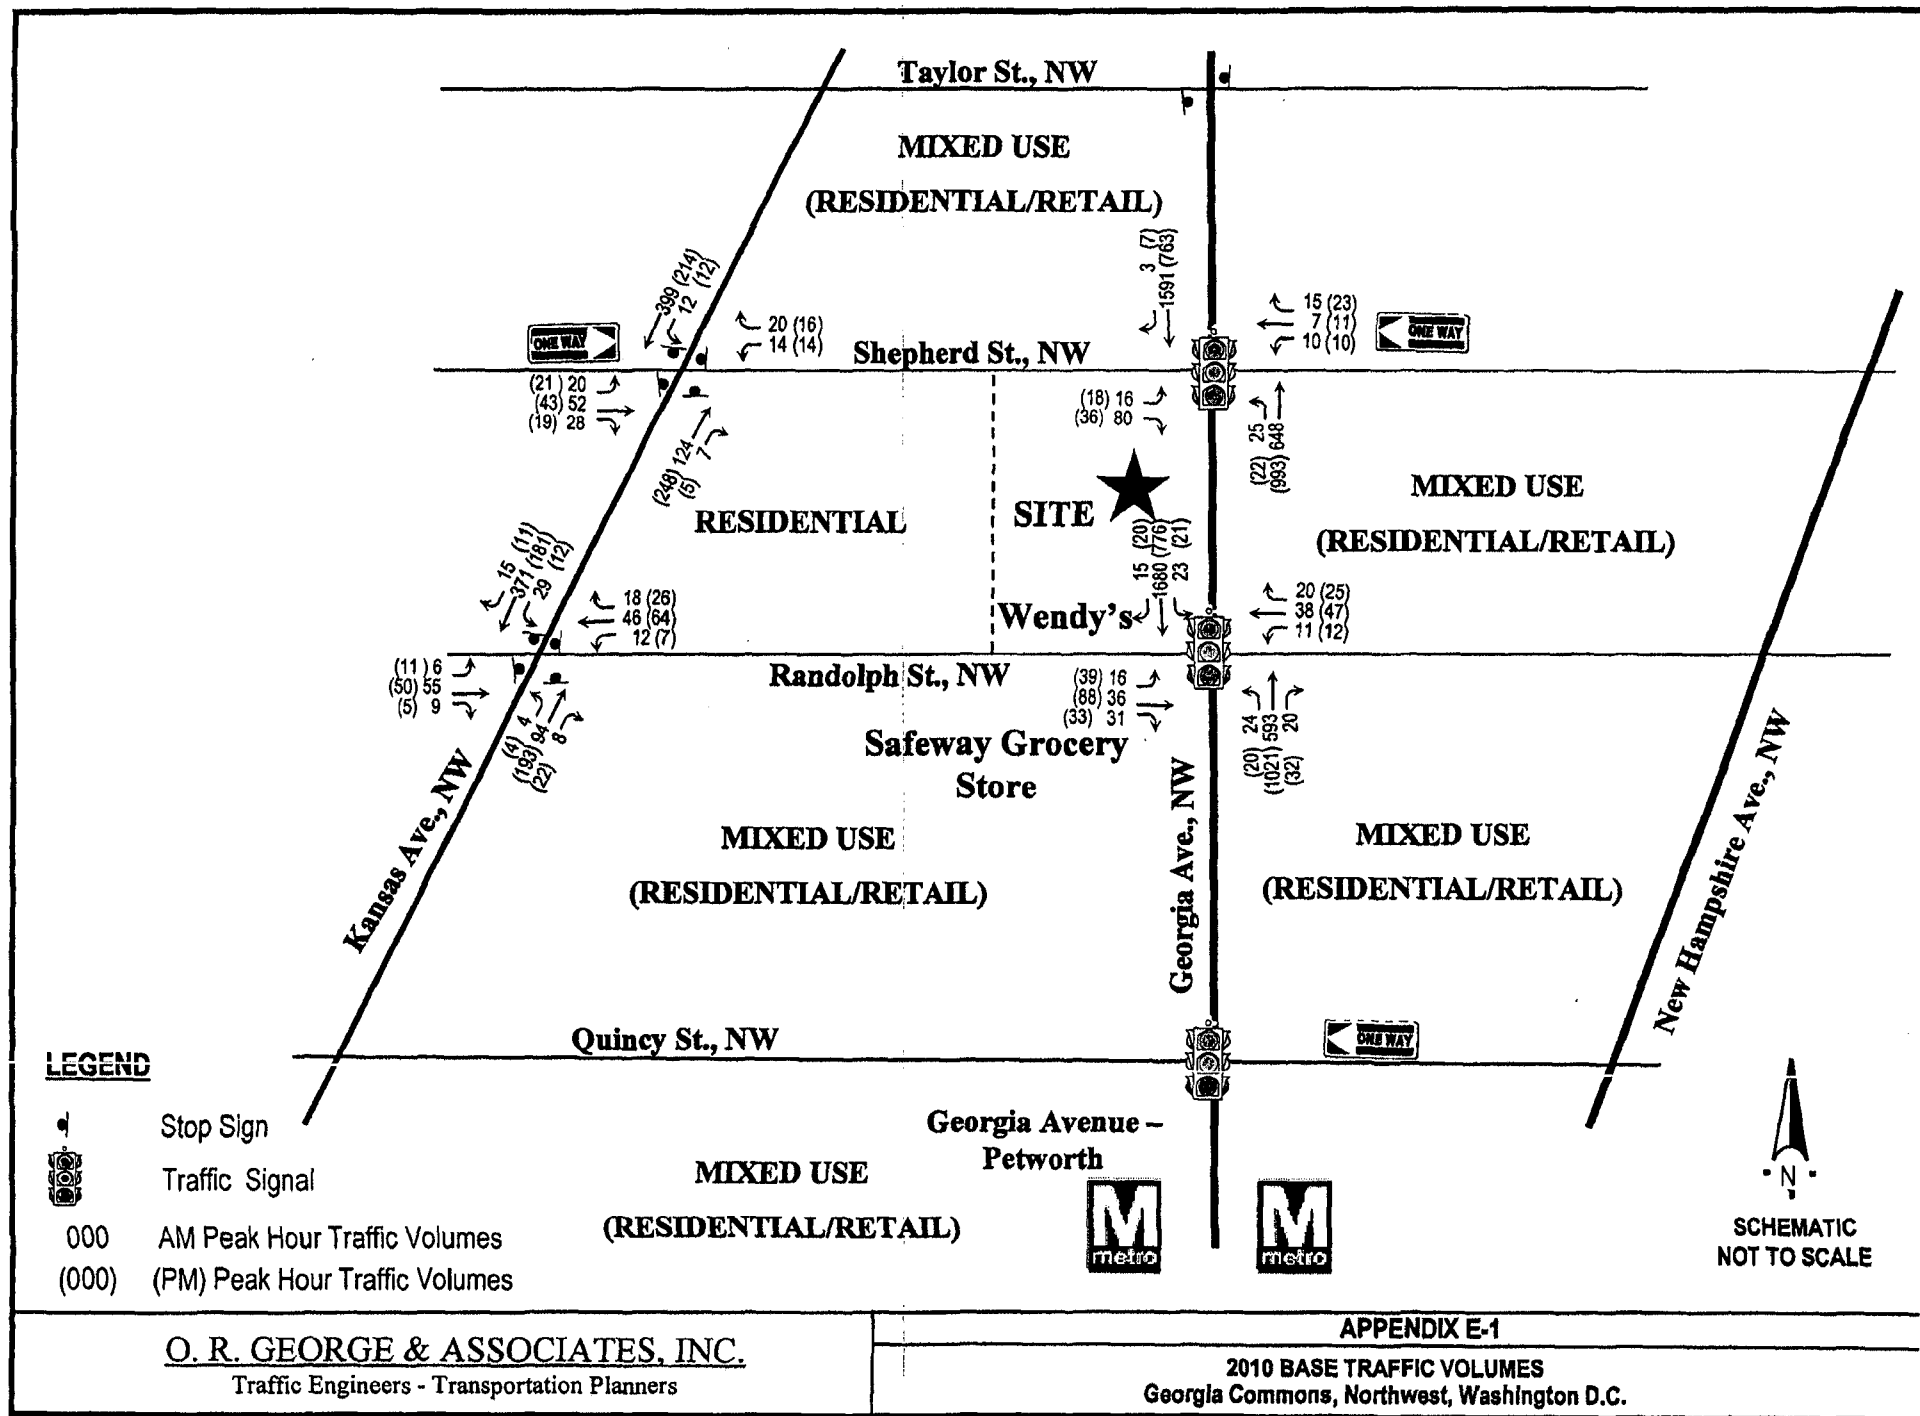 Taylor St., NW
MIXED USE
(RESIDENTIAL/RETAIL)
3 (7)
1591 (763)
399 (214)
12 (12)
20 (16)
14 (14)
15 (23)
7 (11)
10 (10)
ONE WAY
ONE WAY
Shepherd St., NW
(21) 20
(43) 52
(19) 28
(18) 16
(36) 80
(22) 25
(993) 648
(248) 124
(5) 7
RESIDENTIAL
SITE
MIXED USE
(RESIDENTIAL/RETAIL)
15 (20)
1680 (776)
23 (21)
15 (11)
371 (181)
29 (12)
18 (26)
46 (64)
12 (7)
Wendy's
20 (25)
38 (47)
11 (12)
Randolph St., NW
(11) 6
(50) 55
(5) 9
(39) 16
(88) 36
(33) 31
(4) 4
(193) 94
(22) 8
(20) 24
(1021) 593
(32) 20
Safeway Grocery
Store
Kansas Ave., NW
Georgia Ave., NW
New Hampshire Ave., NW
MIXED USE
(RESIDENTIAL/RETAIL)
MIXED USE
(RESIDENTIAL/RETAIL)
Quincy St., NW
ONE WAY
LEGEND
Stop Sign
Traffic Signal
000 AM Peak Hour Traffic Volumes
(000) (PM) Peak Hour Traffic Volumes
Georgia Avenue –
Petworth
MIXED USE
(RESIDENTIAL/RETAIL)
M
metro
M
metro
N
SCHEMATIC
NOT TO SCALE
O. R. GEORGE & ASSOCIATES, INC.
Traffic Engineers - Transportation Planners
APPENDIX E-1
2010 BASE TRAFFIC VOLUMES
Georgia Commons, Northwest, Washington D.C.